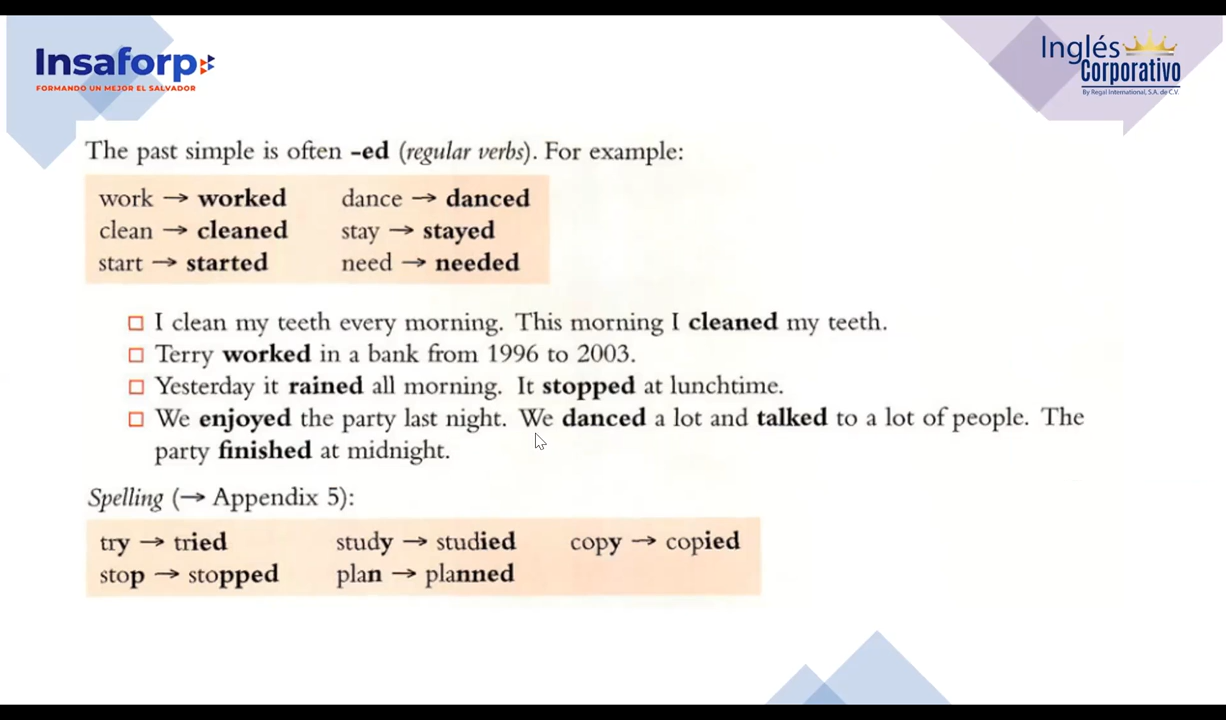 Insaforp
FORMANDO UN MEJOR EL SALVADOR
Inglés
Corporativo
By Regal International, S.A. de C.V.
The past simple is often -ed (regular verbs). For example:
work → worked dance → danced
clean → cleaned stay → stayed
start → started need → needed
I clean my teeth every morning. This morning I cleaned my teeth.
Terry worked in a bank from 1996 to 2003.
Yesterday it rained all morning. It stopped at lunchtime.
We enjoyed the party last night. We danced a lot and talked to a lot of people. The
party finished at midnight.
Spelling (→ Appendix 5):
try → tried study → studied copy → copied
stop → stopped plan → planned